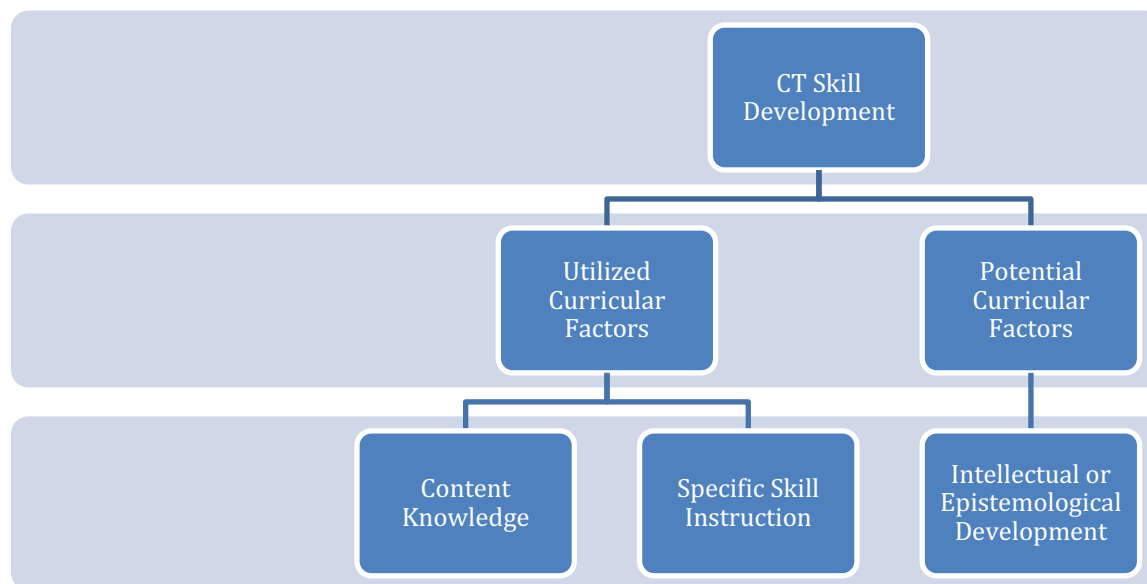 CT Skill
Development
Utilized
Curricular
Factors
Potential
Curricular
Factors
Content
Knowledge
Specific Skill
Instruction
Intellectual or
Epistemological
Development